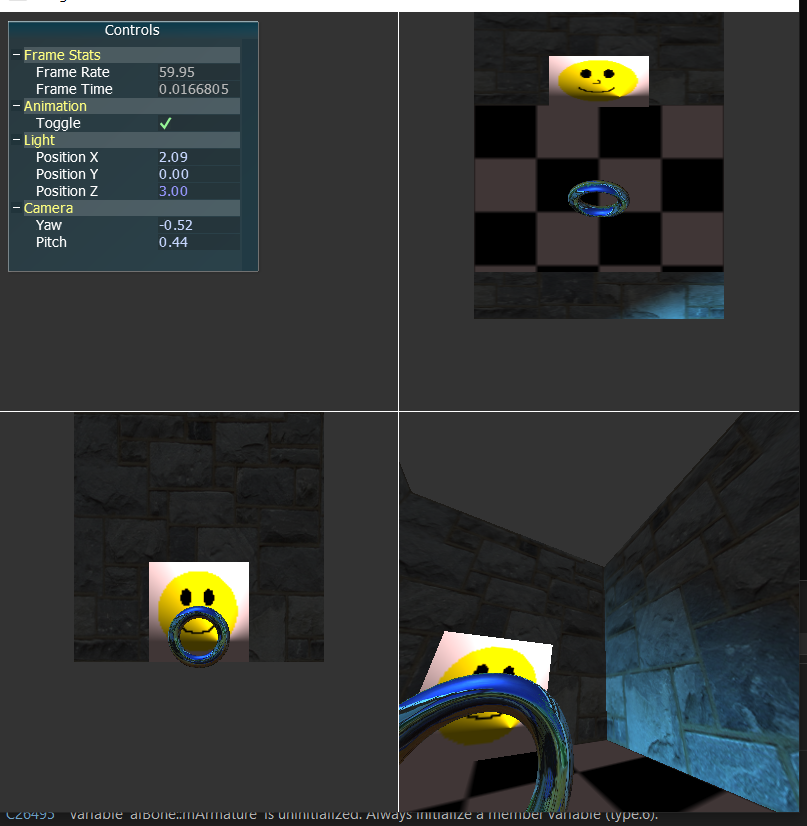 Controls
Frame Stats
Frame Rate 59.95
Frame Time 0.0166805
Animation
Toggle
Light
Position X 2.09
Position Y 0.00
Position Z 3.00
Camera
Yaw -0.52
Pitch 0.44
C26495 Variable 'aiBone::mArmature' is uninitialized. Always initialize a member variable (type.6).